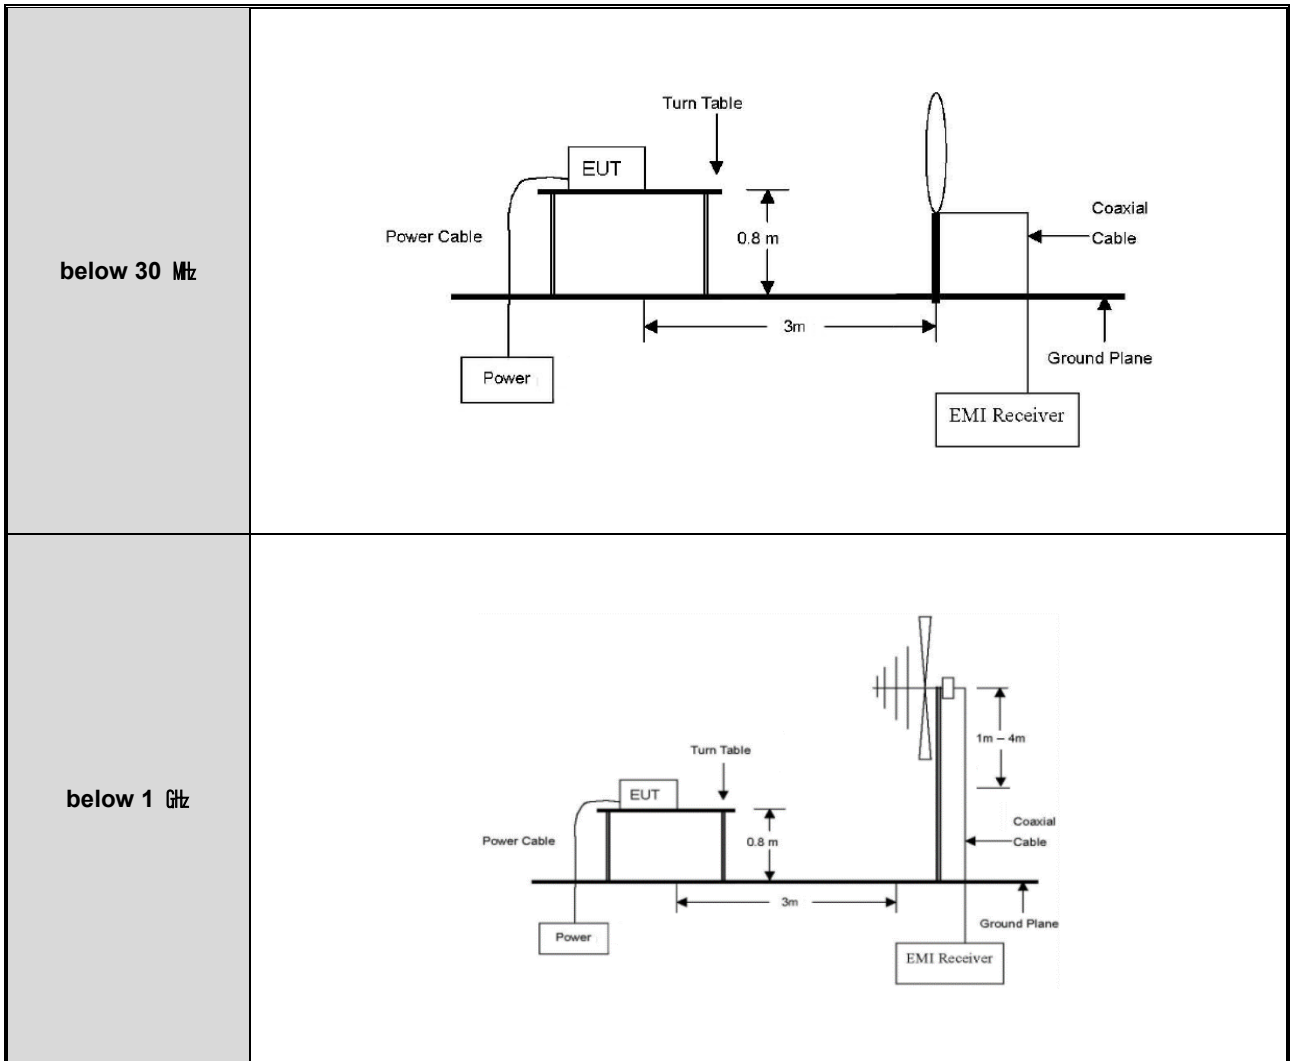 below 30 ㎒
Turn Table
EUT
Power Cable
0.8 m
Coaxial
Cable
3m
Ground Plane
Power
EMI Receiver
below 1 ㎓
Turn Table
EUT
1m – 4m
Power Cable
0.8 m
Coaxial
Cable
3m
Ground Plane
Power
EMI Receiver